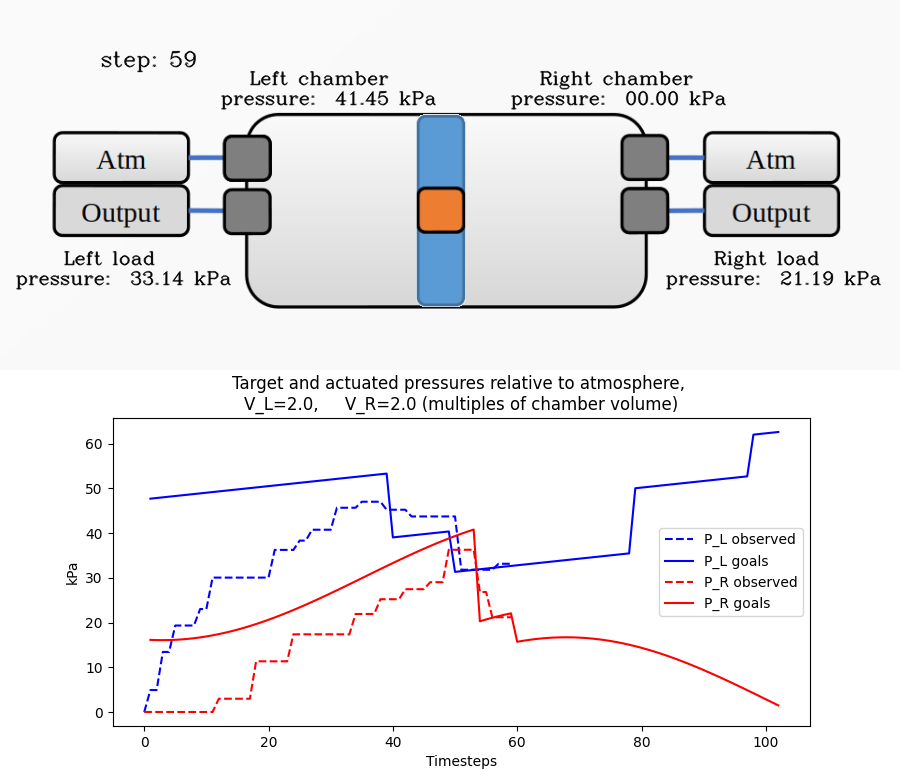 step: 59
Left chamber
pressure: 41.45 kPa
Right chamber
pressure: 00.00 kPa
Atm
Output
Atm
Output
Left load
pressure: 33.14 kPa
Right load
pressure: 21.19 kPa
Target and actuated pressures relative to atmosphere,
V_L=2.0, V_R=2.0 (multiples of chamber volume)
60
50
40
30
20
10
0
kPa
P_L observed
P_L goals
P_R observed
P_R goals
0 20 40 60 80 100
Timesteps